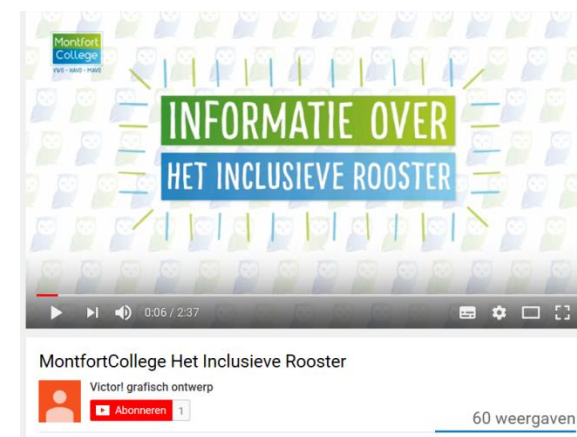 Montfort
College
VWO - HAVO - MAVO
INFORMATIE OVER
HET INCLUSIEVE ROOSTER
0:06 / 2:37
MontfortCollege Het Inclusieve Rooster
Victor! grafisch ontwerp
Abonneren 1
60 weergaven